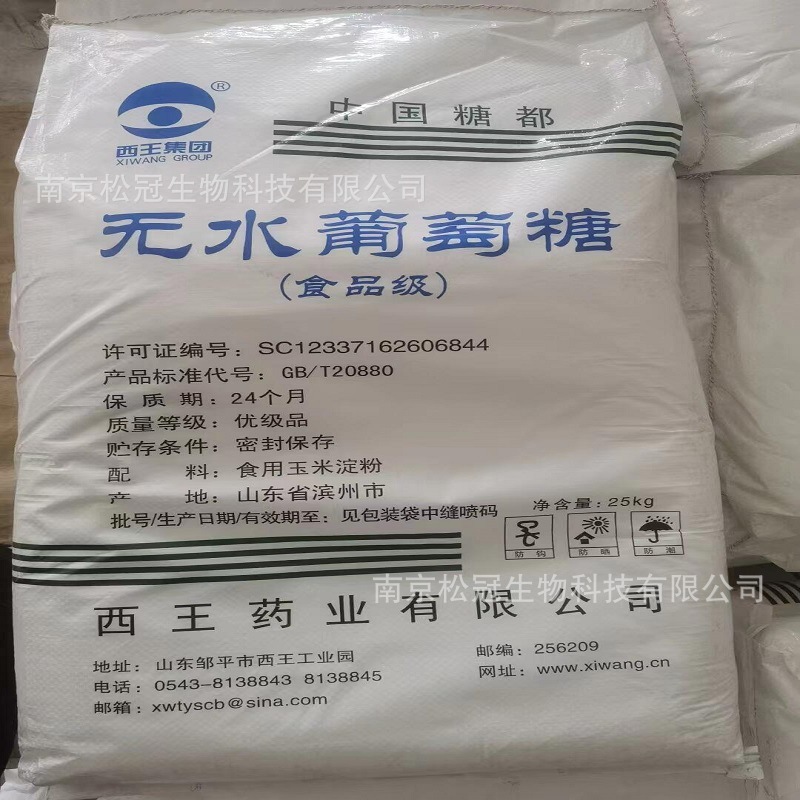 ®
中国糖都
西王集团
XIWANG GROUP
南京松冠生物科技有限公司
无水葡萄糖
(食品级)
许可证编号：SC12337162606844
产品标准代号：GB/T20880
保质期：24个月
质量等级：优级品
贮存条件：密封保存
配料：食用玉米淀粉
产地：山东省滨州市
净含量：25kg
批号/生产日期/有效期至：见包装袋中缝喷码
防钩 防晒 防潮
南京松冠生物科技有限公司
西王药业有限公司
地址：山东邹平市西王工业园
邮编：256209
电话：0543-8138843 8138845
网址：www.xiwang.cn
邮箱：xwtyscb@sina.com